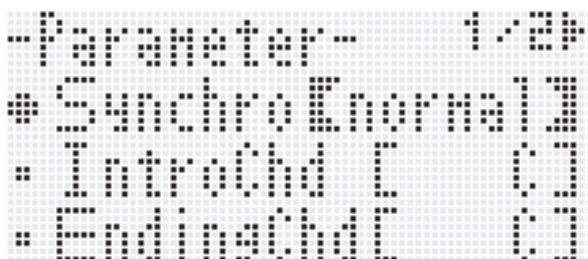 -Parameter- 1/2
Synchro [normal]
IntroChd [ C]
EndingChd[ C]